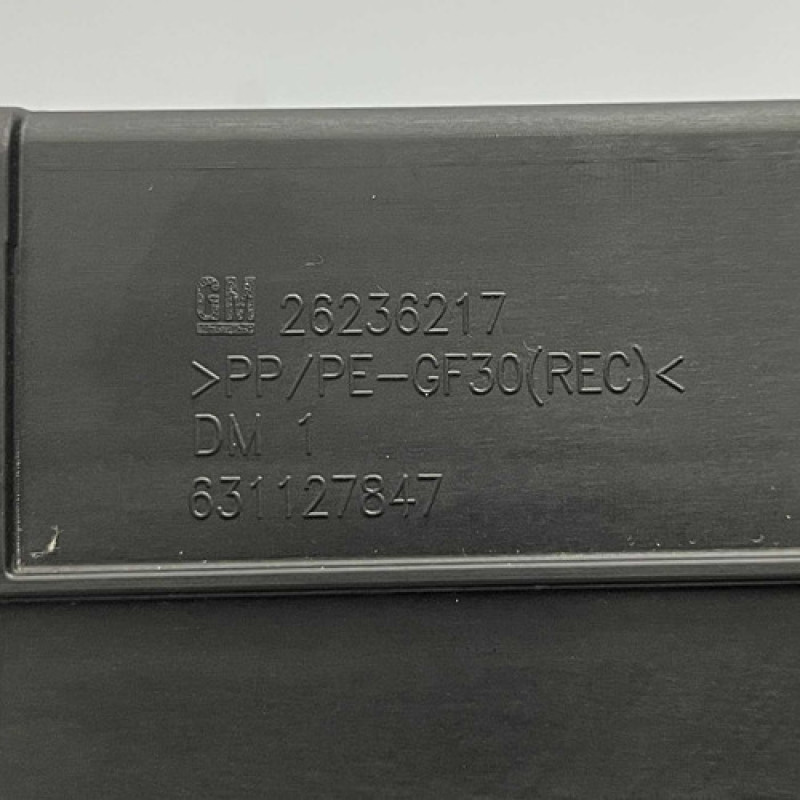 GM 26236217
>PP/PE-GF30(REC)<
DM 1
631127847